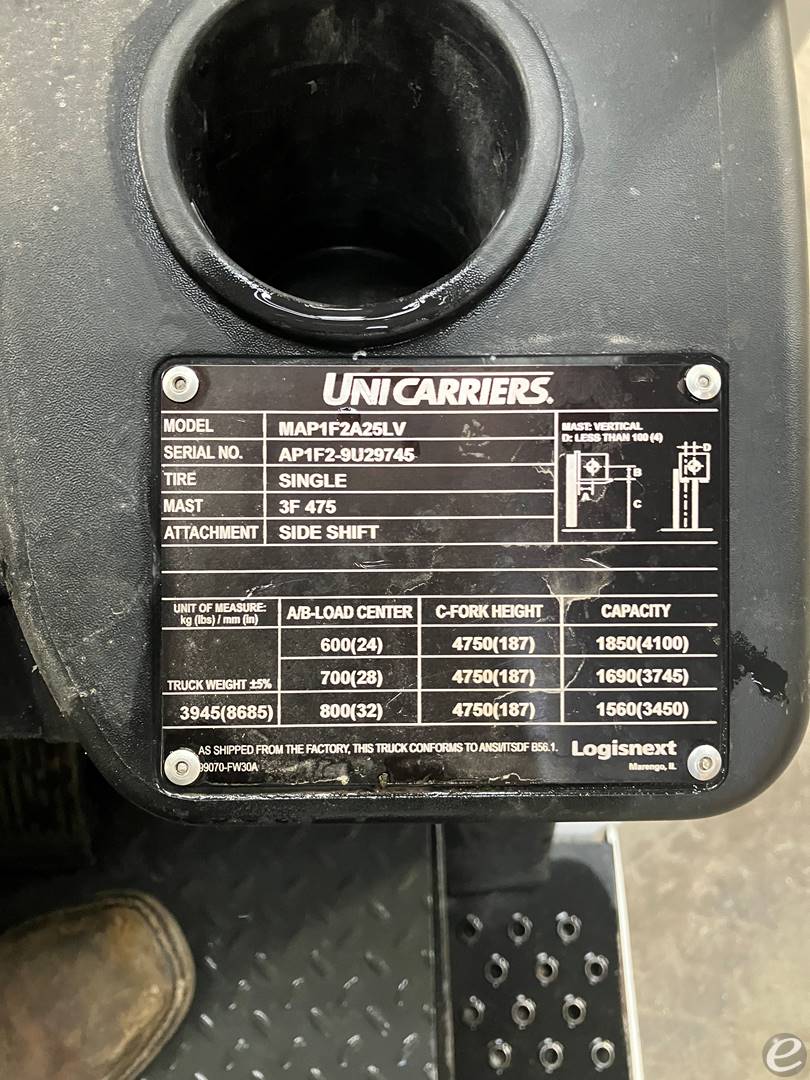 UNICARRIERS.
MODEL MAP1F2A25LV
SERIAL NO. AP1F2-9U29745
TIRE SINGLE
MAST 3F 475
ATTACHMENT SIDE SHIFT
MAST: VERTICAL
D: LESS THAN 100 (4)
D
B
A
C
UNIT OF MEASURE:
kg (lbs) / mm (in)
A/B-LOAD CENTER C-FORK HEIGHT CAPACITY
600(24) 4750(187) 1850(4100)
TRUCK WEIGHT ±5% 700(28) 4750(187) 1690(3745)
3945(8685) 800(32) 4750(187) 1560(3450)
AS SHIPPED FROM THE FACTORY, THIS TRUCK CONFORMS TO ANSI/ITSDF B56.1.
99070-FW30A
Logisnext
Marengo, IL
e